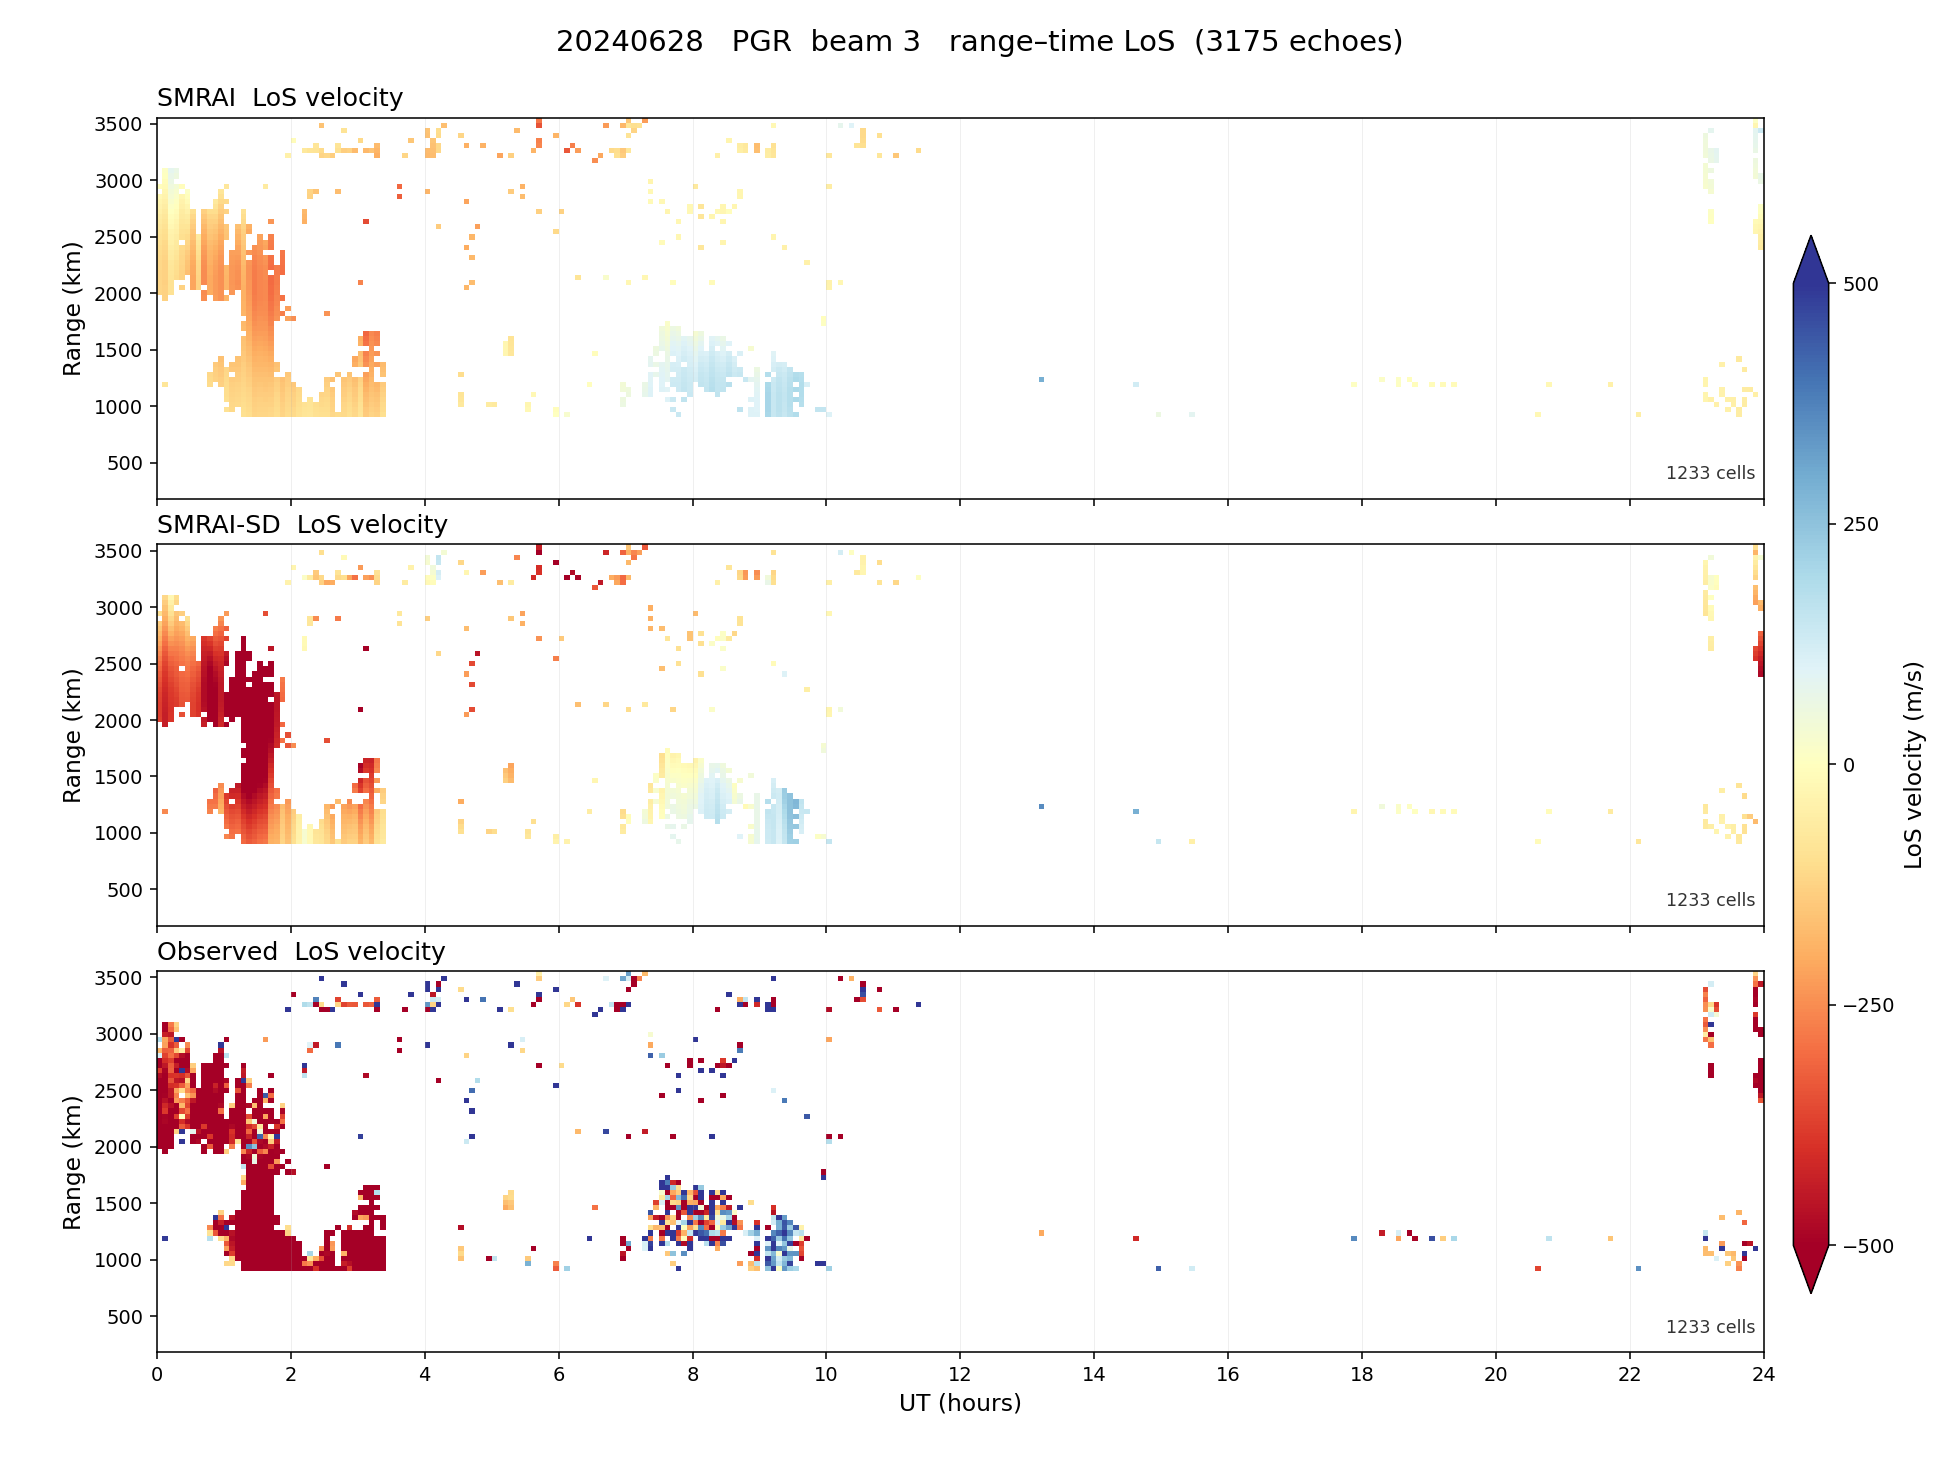 20240628   PGR  beam 3   range–time LoS  (3175 echoes)
SMRAI  LoS velocity
3500
3000
2500
2000
1500
1000
500
Range (km)
1233 cells
SMRAI-SD  LoS velocity
3500
3000
2500
2000
1500
1000
500
Range (km)
1233 cells
Observed  LoS velocity
3500
3000
2500
2000
1500
1000
500
Range (km)
1233 cells
0 2 4 6 8 10 12 14 16 18 20 22 24
UT (hours)
500
250
0
−250
−500
LoS velocity (m/s)